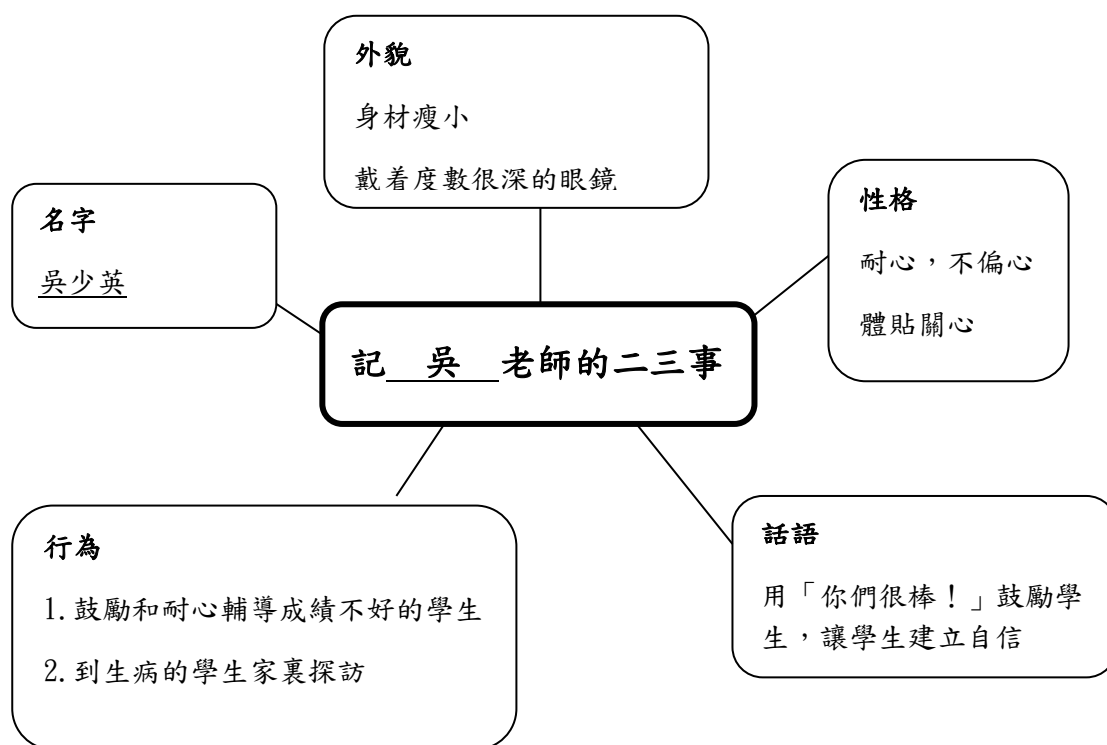 外貌
身材瘦小
戴着度數很深的眼鏡
名字
吳少英
性格
耐心，不偏心
體貼關心
記 吳 老師的二三事
行為
1.鼓勵和耐心輔導成績不好的學生
2.到生病的學生家裏探訪
話語
用「你們很棒！」鼓勵學
生，讓學生建立自信